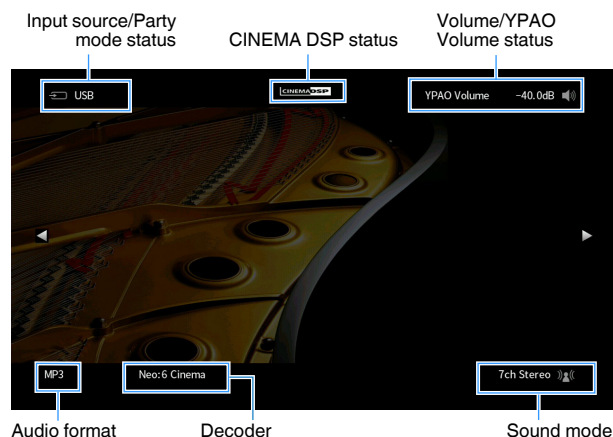 Input source/Party
mode status
CINEMA DSP status
Volume/YPAO
Volume status
USB
CINEMA DSP
YPAO Volume -40.0dB
MP3
Neo:6 Cinema
7ch Stereo
Audio format
Decoder
Sound mode